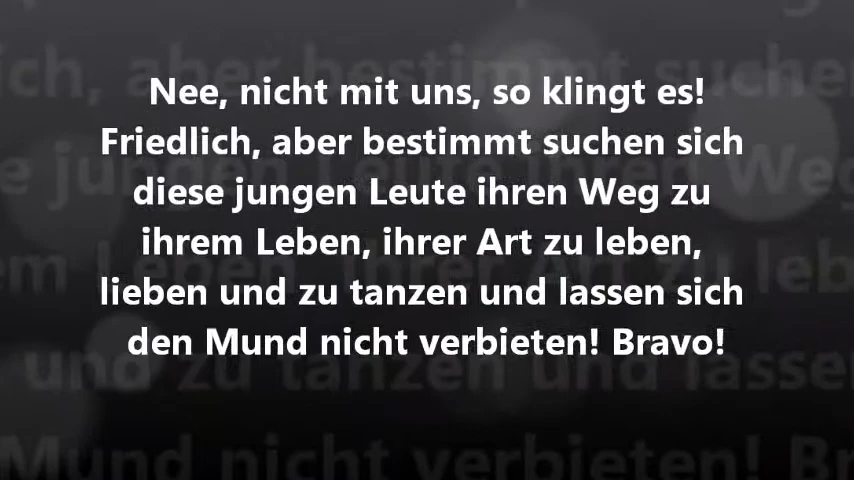 Nee, nicht mit uns, so klingt es!
Friedlich, aber bestimmt suchen sich
diese jungen Leute ihren Weg zu
ihrem Leben, ihrer Art zu leben,
lieben und zu tanzen und lassen sich
den Mund nicht verbieten! Bravo!